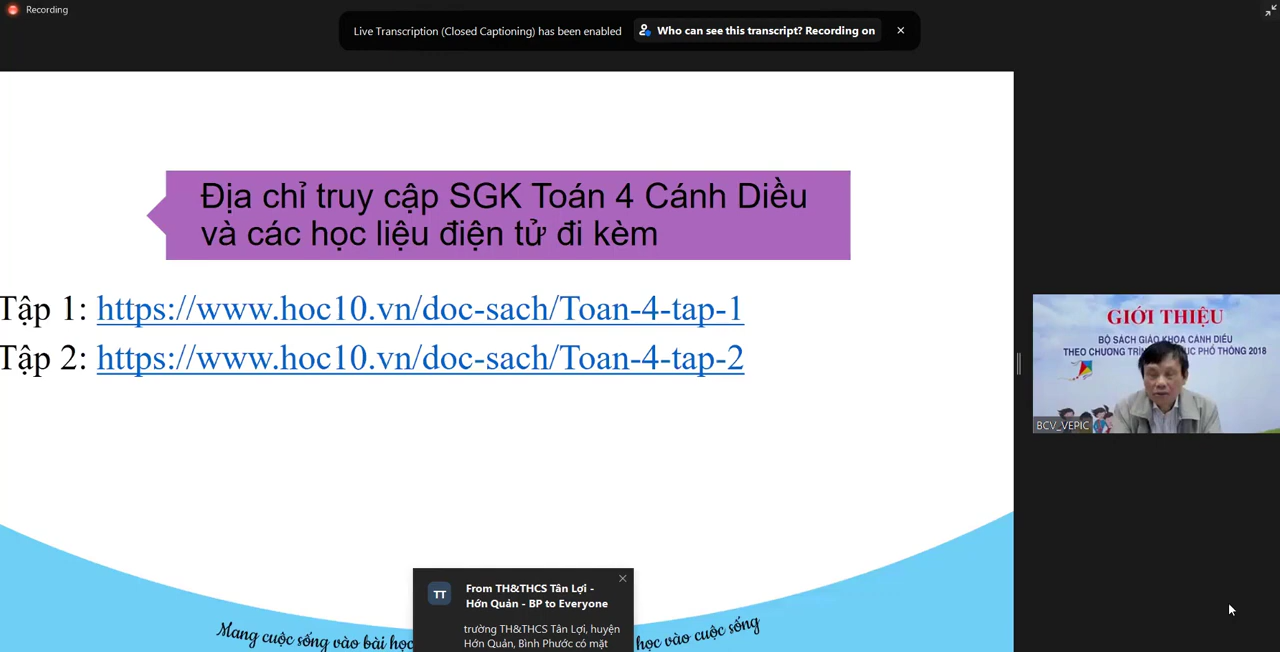 Recording
Live Transcription (Closed Captioning) has been enabled
Who can see this transcript? Recording on
Địa chỉ truy cập SGK Toán 4 Cánh Diều
và các học liệu điện tử đi kèm
Tập 1: https://www.hoc10.vn/doc-sach/Toan-4-tap-1
Tập 2: https://www.hoc10.vn/doc-sach/Toan-4-tap-2
GIỚI THIỆU
BỘ SÁCH GIÁO KHOA CÁNH DIỀU
THEO CHƯƠNG TRÌNH PHỔ THÔNG 2018
BCV_VEPIC
TT
From TH&THCS Tân Lợi -
Hớn Quản - BP to Everyone
trường TH&THCS Tân Lợi, huyện
Hớn Quản, Bình Phước có mặt
Mang cuộc sống vào bài học
học vào cuộc sống